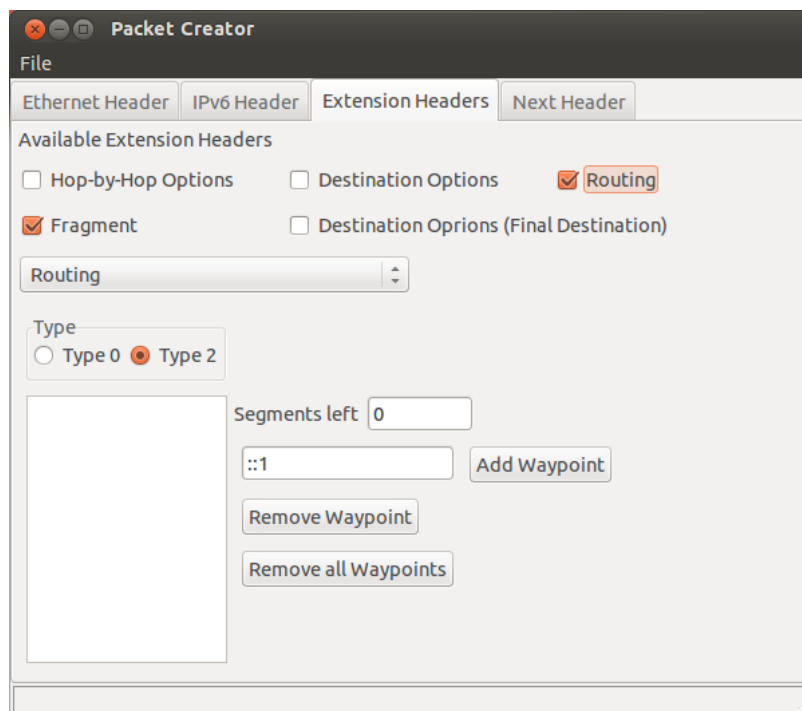 Packet Creator
File
Ethernet Header IPv6 Header Extension Headers Next Header
Available Extension Headers
Hop-by-Hop Options Destination Options Routing
Fragment Destination Oprions (Final Destination)
Routing
Type
Type 0 Type 2
Segments left 0
::1 Add Waypoint
Remove Waypoint
Remove all Waypoints